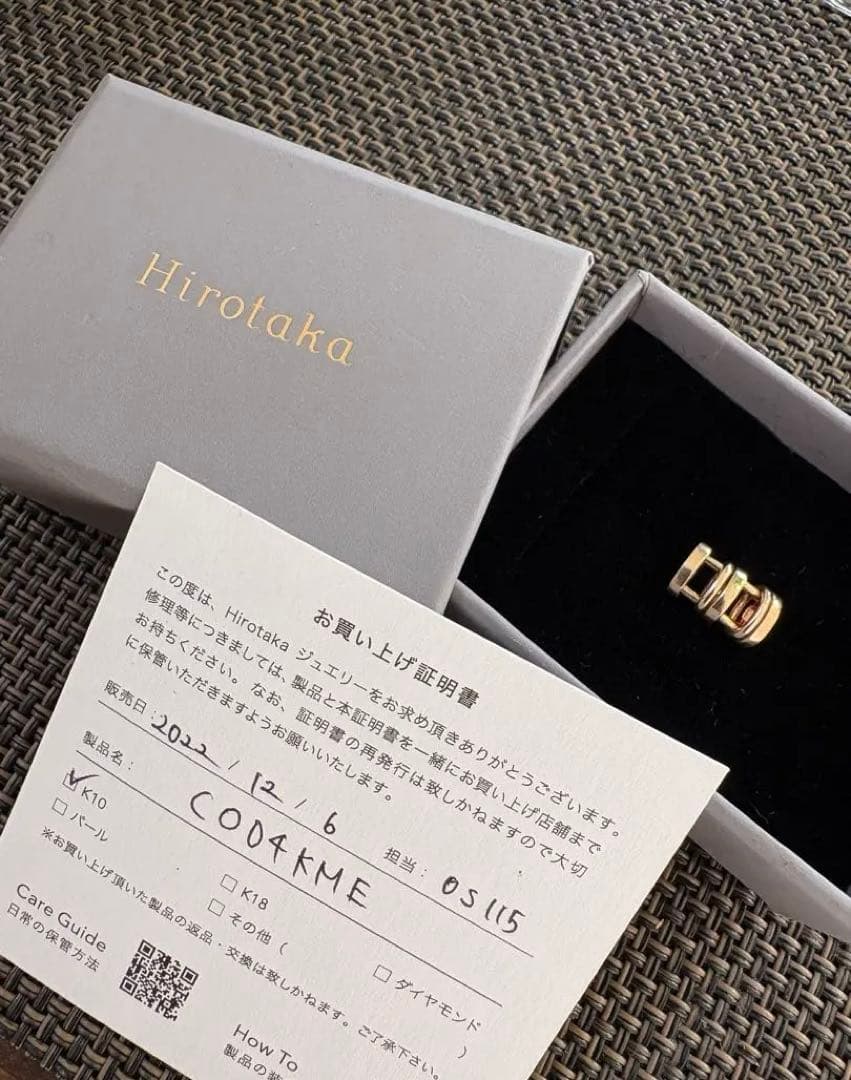 Hirotaka
お買い上げ証明書
この度は、Hirotaka ジュエリーをお求め頂きありがとうございます。
修理等につきましては、製品と本証明書を一緒にお買い上げ店舗まで
お持ちください。なお、証明書の再発行は致しかねますので大切
に保管いただきますようお願いいたします。
販売日：2022 / 12 / 6 担当：OS115
製品名：COD4KME
☑ K10 □ K18 □ ダイヤモンド
□ パール □ その他（ ）
※お買い上げ頂いた製品の返品・交換は致しかねます。ご了承下さい。
Care Guide
日常の保管方法
How To
製品の装